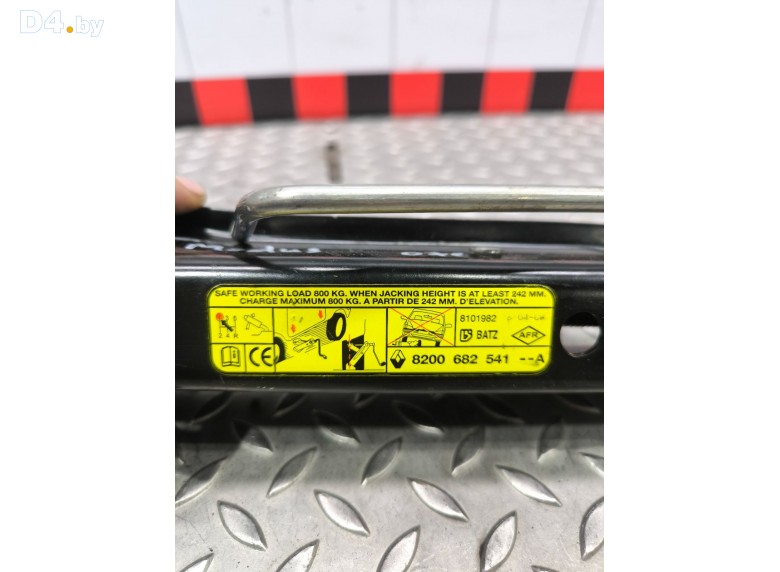 D4.by
SAFE WORKING LOAD 800 KG. WHEN JACKING HEIGHT IS AT LEAST 242 MM.
CHARGE MAXIMUM 800 KG. A PARTIR DE 242 MM. D'ELEVATION.
8101982
BATZ
AFR
CE
8200 682 541 --A